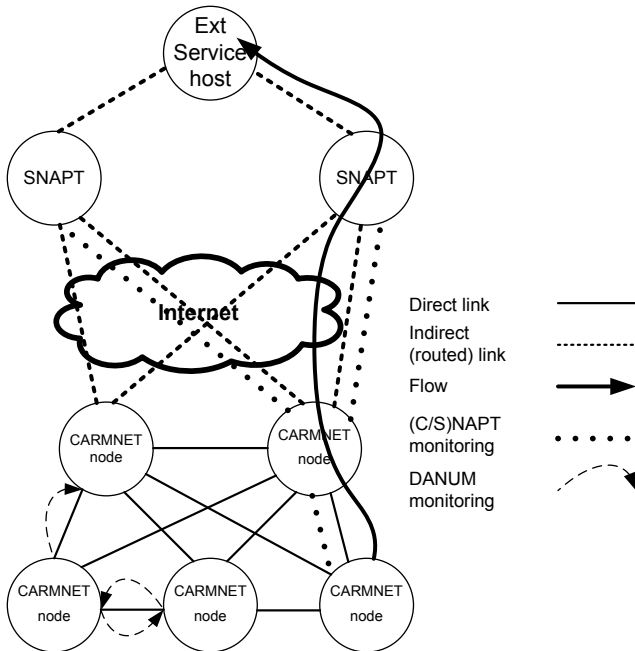 Ext
Service
host
SNAPT
SNAPT
Internet
Direct link
Indirect
(routed) link
Flow
(C/S)NAPT
monitoring
DANUM
monitoring
CARMNET
node
CARMNET
node
CARMNET
node
CARMNET
node
CARMNET
node